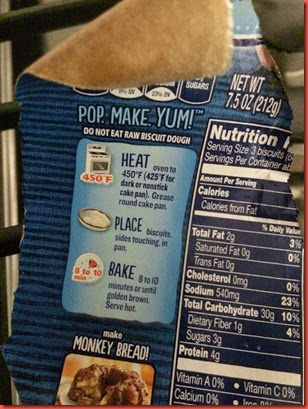 0% DV
23% DV
SUGARS
NET WT
7.5 OZ (212g)
POP. MAKE. YUM!™
DO NOT EAT RAW BISCUIT DOUGH
450°F
HEAT oven to
450°F (425°F for
dark or nonstick
cake pan). Grease
round cake pan.
PLACE biscuits,
sides touching, in
pan.
8 to 10
min
BAKE 8 to 10
minutes or until
golden brown.
Serve hot.
make
MONKEY BREAD!
Nutrition
Serving Size 3 biscuits
Servings Per Container
Amount Per Serving
Calories
Calories from Fat
% Daily Value
Total Fat 2g 3%
Saturated Fat 0g 0%
Trans Fat 0g
Cholesterol 0mg 0%
Sodium 540mg 23%
Total Carbohydrate 30g 10%
Dietary Fiber 1g 4%
Sugars 3g
Protein 4g
Vitamin A 0% • Vitamin C 0%
Calcium 0% •